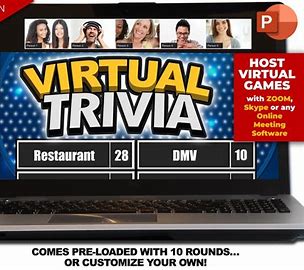 N
P
VIRTUAL
TRIVIA
Restaurant 28
DMV 10
HOST
VIRTUAL
GAMES
with ZOOM,
Skype or any
Online
Meeting
Software
COMES PRE-LOADED WITH 10 ROUNDS...
OR CUSTOMIZE YOUR OWN!